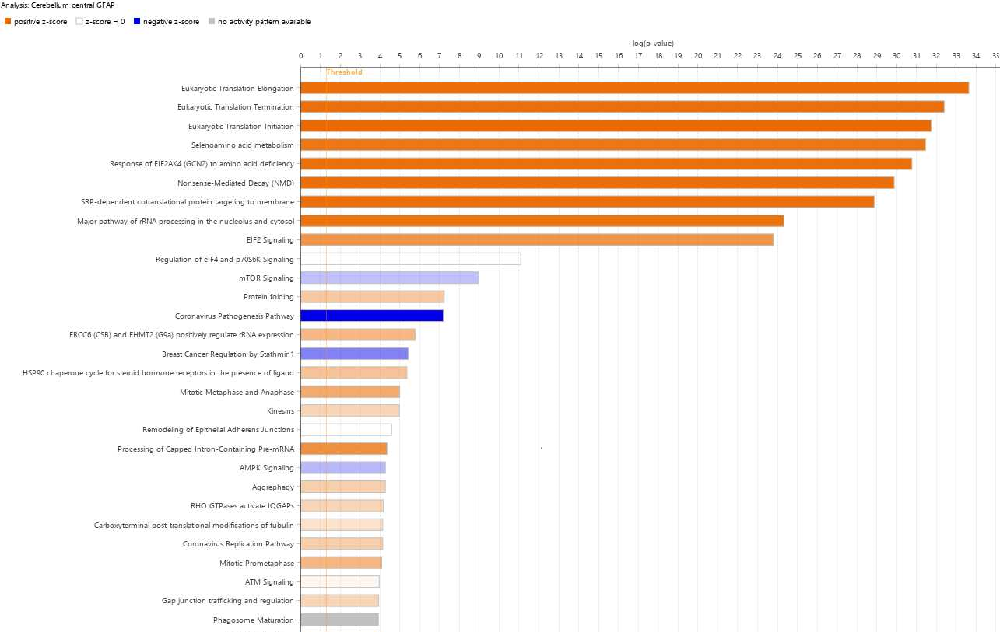 Analysis: Cerebellum central GFAP
positive z-score z-score = 0 negative z-score no activity pattern available
-log(p-value)
0 1 2 3 4 5 6 7 8 9 10 11 12 13 14 15 16 17 18 19 20 21 22 23 24 25 26 27 28 29 30 31 32 33 34 35
Threshold
Eukaryotic Translation Elongation
Eukaryotic Translation Termination
Eukaryotic Translation Initiation
Selenoamino acid metabolism
Response of EIF2AK4 (GCN2) to amino acid deficiency
Nonsense-Mediated Decay (NMD)
SRP-dependent cotranslational protein targeting to membrane
Major pathway of rRNA processing in the nucleolus and cytosol
EIF2 Signaling
Regulation of eIF4 and p70S6K Signaling
mTOR Signaling
Protein folding
Coronavirus Pathogenesis Pathway
ERCC6 (CSB) and EHMT2 (G9a) positively regulate rRNA expression
Breast Cancer Regulation by Stathmin1
HSP90 chaperone cycle for steroid hormone receptors in the presence of ligand
Mitotic Metaphase and Anaphase
Kinesins
Remodeling of Epithelial Adherens Junctions
Processing of Capped Intron-Containing Pre-mRNA
AMPK Signaling
Aggrephagy
RHO GTPases activate IQGAPs
Carboxyterminal post-translational modifications of tubulin
Coronavirus Replication Pathway
Mitotic Prometaphase
ATM Signaling
Gap junction trafficking and regulation
Phagosome Maturation